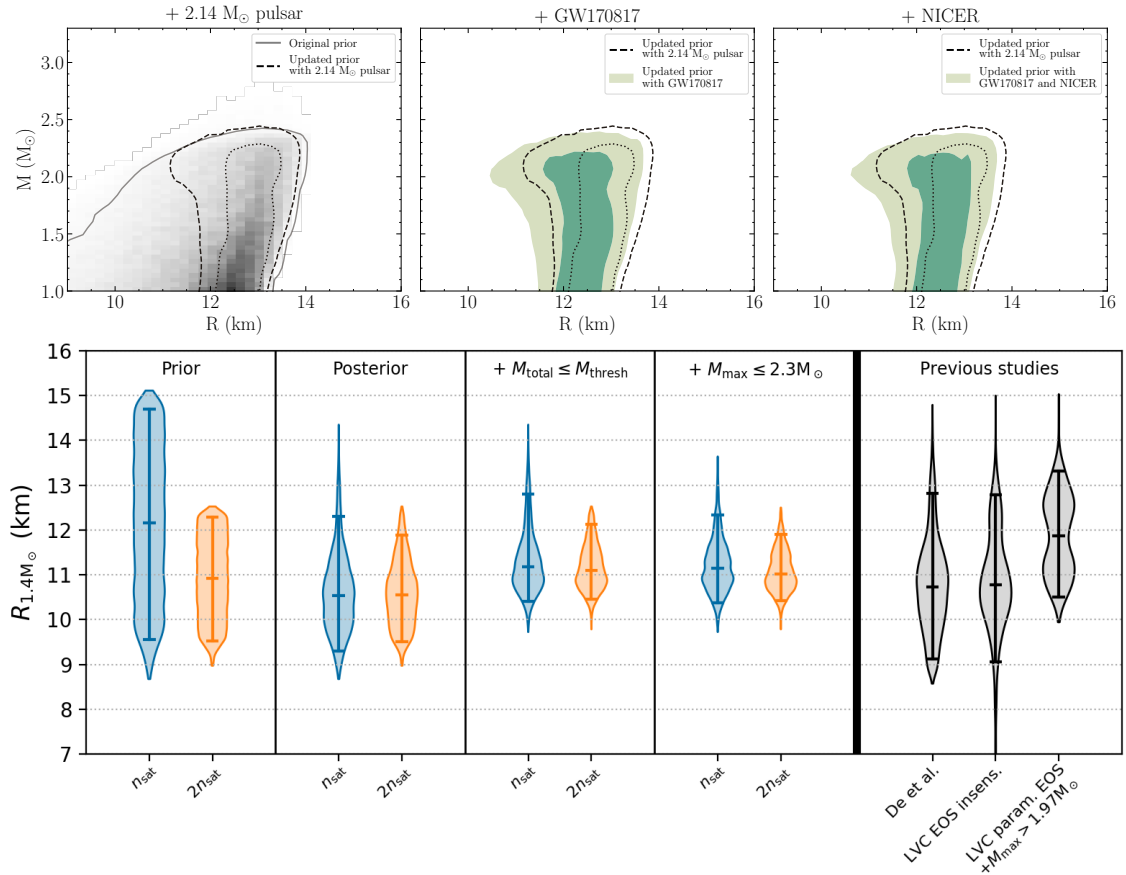 + 2.14 M⊙ pulsar
+ GW170817
+ NICER
Original prior
Updated prior
with 2.14 M⊙ pulsar
Updated prior
with 2.14 M⊙ pulsar
Updated prior
with GW170817
Updated prior
with 2.14 M⊙ pulsar
Updated prior with
GW170817 and NICER
M (M⊙)
3.0
2.5
2.0
1.5
1.0
10 12 14 16
10 12 14 16
10 12 14 16
R (km)
R (km)
R (km)
R1.4M⊙ (km)
16
15
14
13
12
11
10
9
8
7
Prior
Posterior
+ Mtotal ≤ Mthresh
+ Mmax ≤ 2.3M⊙
Previous studies
nsat
2nsat
nsat
2nsat
nsat
2nsat
nsat
2nsat
De et al.
LVC EOS insens.
LVC param. EOS
+Mmax > 1.97M⊙